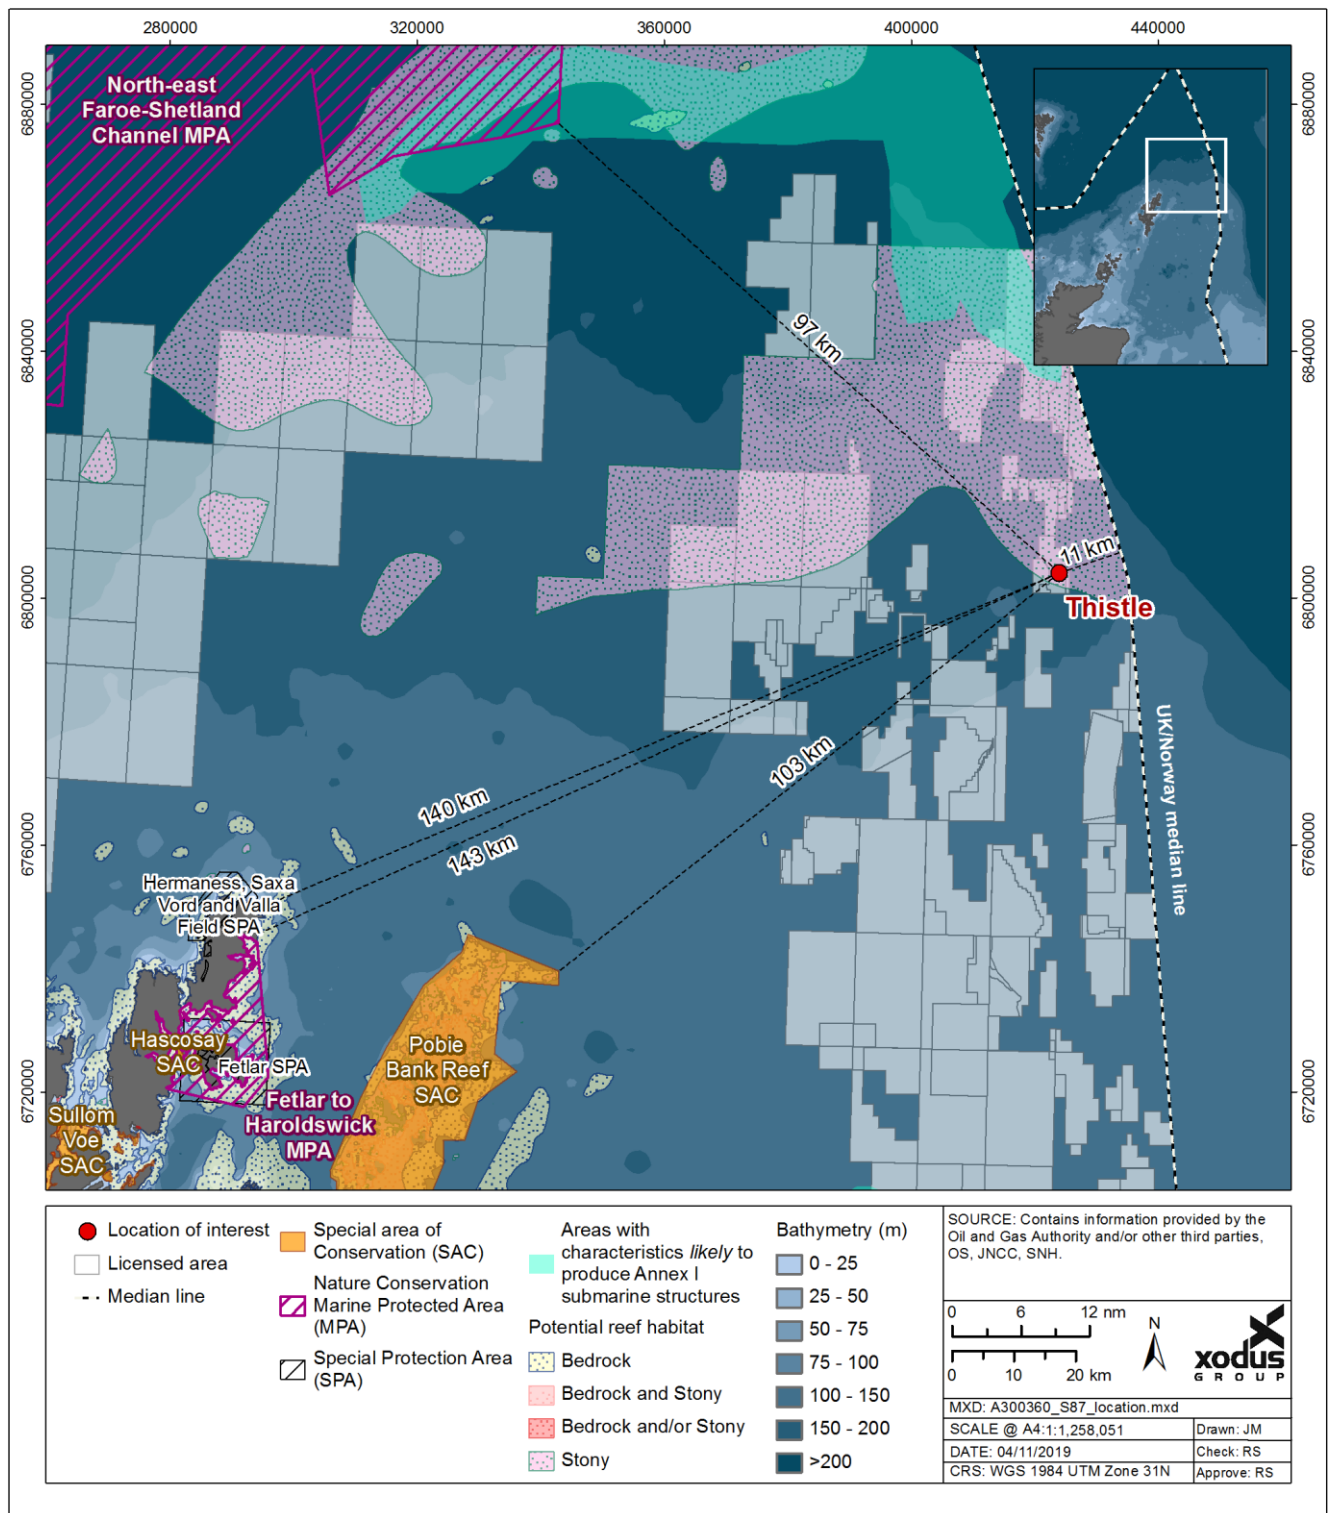 280000
320000
360000
400000
440000
6880000
6840000
6800000
6760000
6720000
6880000
6840000
6800000
6760000
6720000
North-east
Faroe-Shetland
Channel MPA
97 km
11 km
Thistle
103 km
140 km
143 km
UK/Norway median line
Hermaness, Saxa
Vord and Valla
Field SPA
Hascosay
SAC
Fetlar SPA
Fetlar to
Haroldswick
MPA
Pobie
Bank Reef
SAC
Sullom
Voe
SAC
Location of interest
Licensed area
Median line
Special area of
Conservation (SAC)
Nature Conservation
Marine Protected Area
(MPA)
Special Protection Area
(SPA)
Areas with
characteristics likely to
produce Annex I
submarine structures
Potential reef habitat
Bedrock
Bedrock and Stony
Bedrock and/or Stony
Stony
Bathymetry (m)
0 - 25
25 - 50
50 - 75
75 - 100
100 - 150
150 - 200
>200
SOURCE: Contains information provided by the
Oil and Gas Authority and/or other third parties,
OS, JNCC, SNH.
0 6 12 nm
0 10 20 km
N
xodus
GROUP
MXD: A300360_S87_location.mxd
SCALE @ A4:1:1,258,051
Drawn: JM
DATE: 04/11/2019
Check: RS
CRS: WGS 1984 UTM Zone 31N
Approve: RS